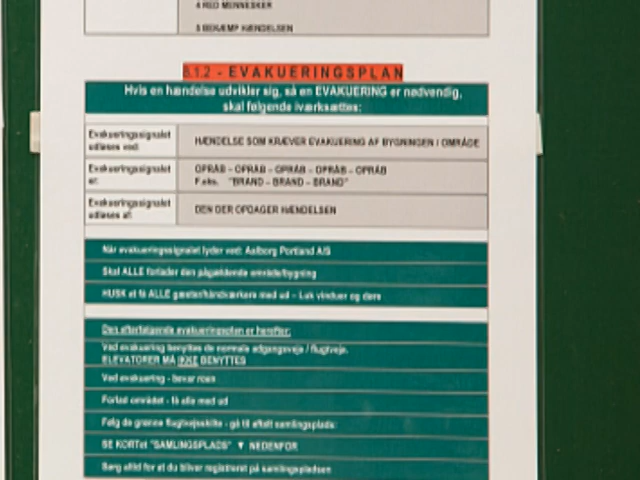 4 RED MENNESKER
5 BEKÆMP HÆNDELSEN
8.1.2 - EVAKUERINGSPLAN
Hvis en hændelse udvikler sig, så en EVAKUERING er nødvendig,
skal følgende iværksættes:
Evakueringssignalet
udløses ved:
HÆNDELSE SOM KRÆVER EVAKUERING AF BYGNINGEN / OMRÅDE
Evakueringssignalet
er:
OPRÅB - OPRÅB - OPRÅB - OPRÅB - OPRÅB
F.eks. "BRAND - BRAND - BRAND"
Evakueringssignalet
udløses af:
DEN DER OPDAGER HÆNDELSEN
Når evakueringssignalet lyder ved: Aalborg Portland A/S
Skal ALLE forlader den pågældende område/bygning
HUSK at få ALLE gæster/håndværkere med ud - Luk vinduer og døre
Den efterfølgende evakueringsplan er herefter:
Ved evakuering benyttes de normale adgangsveje / flugtveje.
ELEVATORER MÅ IKKE BENYTTES
Ved evakuering - bevar roen
Forlad området - få alle med ud
Følg de grønne flugtvejsskilte - gå til aftalt samlingsplads:
SE KORTet "SAMLINGSPLADS" ▼ NEDENFOR
Sørg altid for at du bliver registreret på samlingspladsen